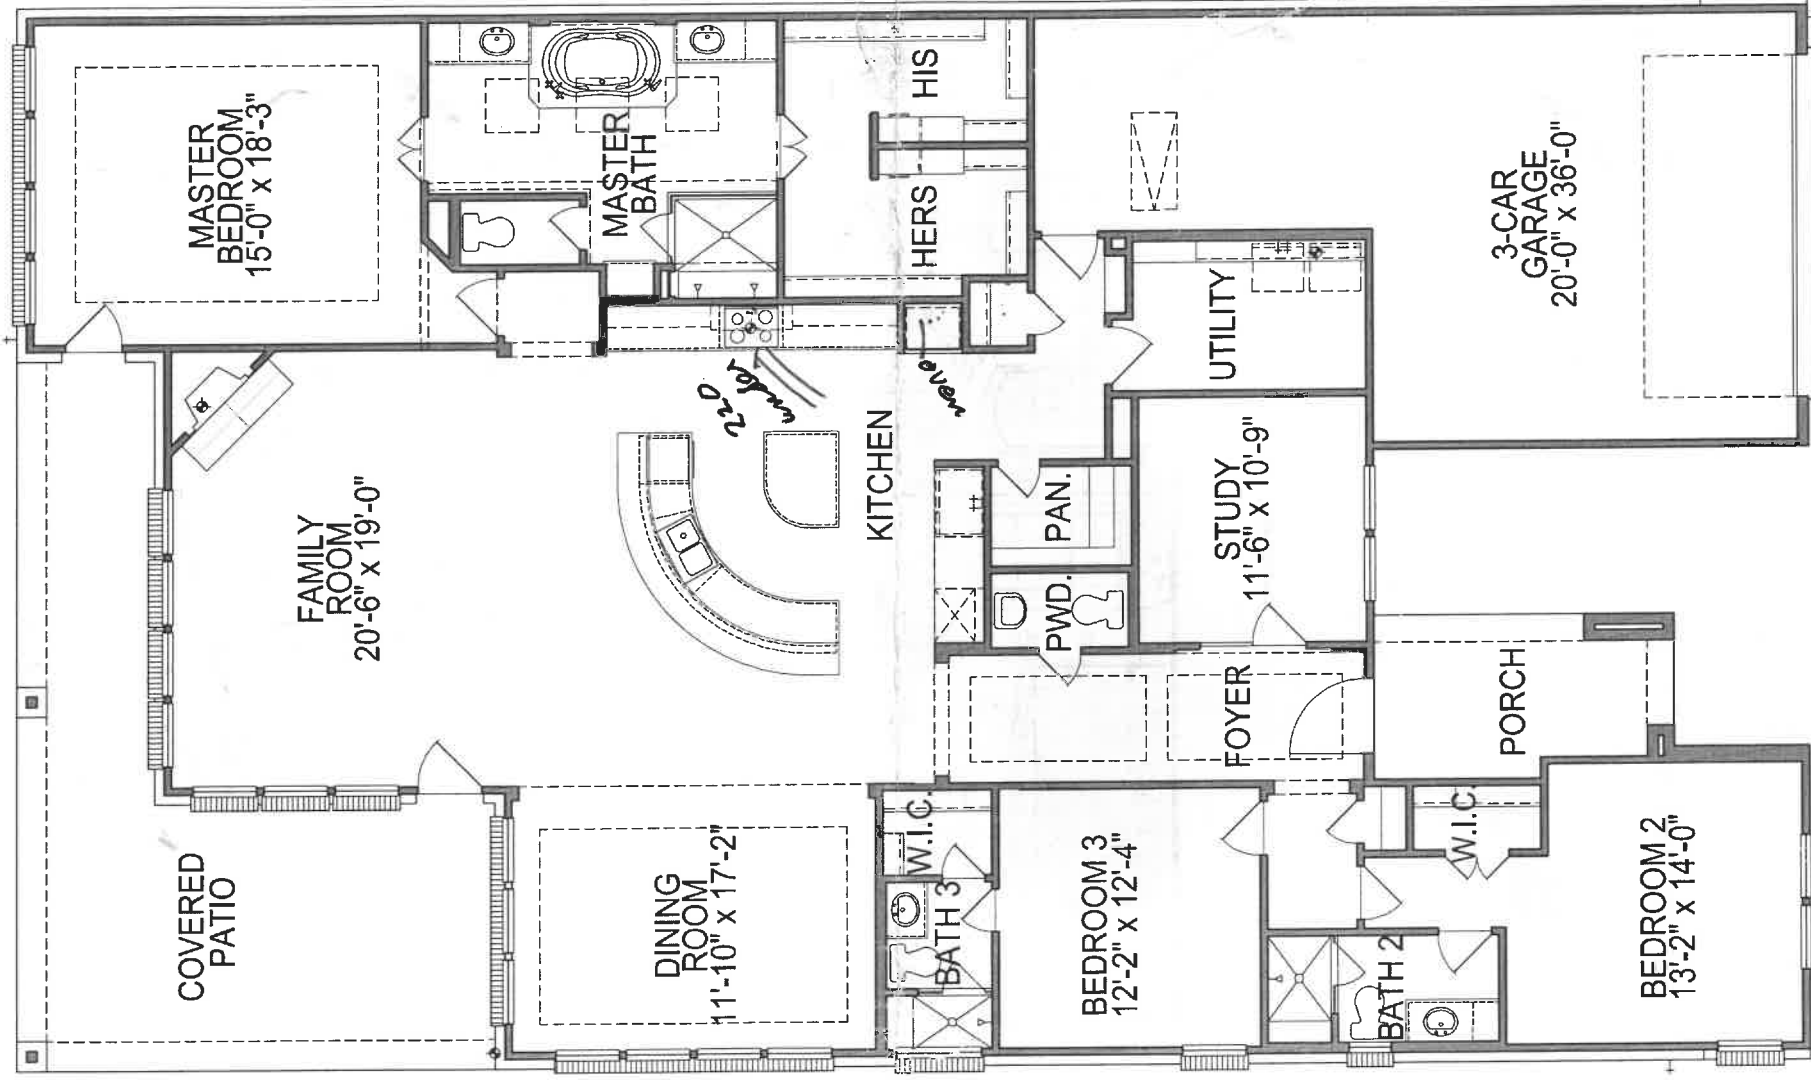 MASTER
BEDROOM
15'-0" x 18'-3"
MASTER
BATH
HIS
HERS
3-CAR
GARAGE
20'-0" x 36'-0"
UTILITY
220
under
KITCHEN
FAMILY
ROOM
20'-6" x 19'-0"
PAN.
STUDY
11'-6" x 10'-9"
PWD.
FOYER
PORCH
COVERED
PATIO
DINING
ROOM
11'-10" x 17'-2"
W.I.C.
BATH 3
BEDROOM 3
12'-2" x 12'-4"
W.I.C.
BATH 2
BEDROOM 2
13'-2" x 14'-0"